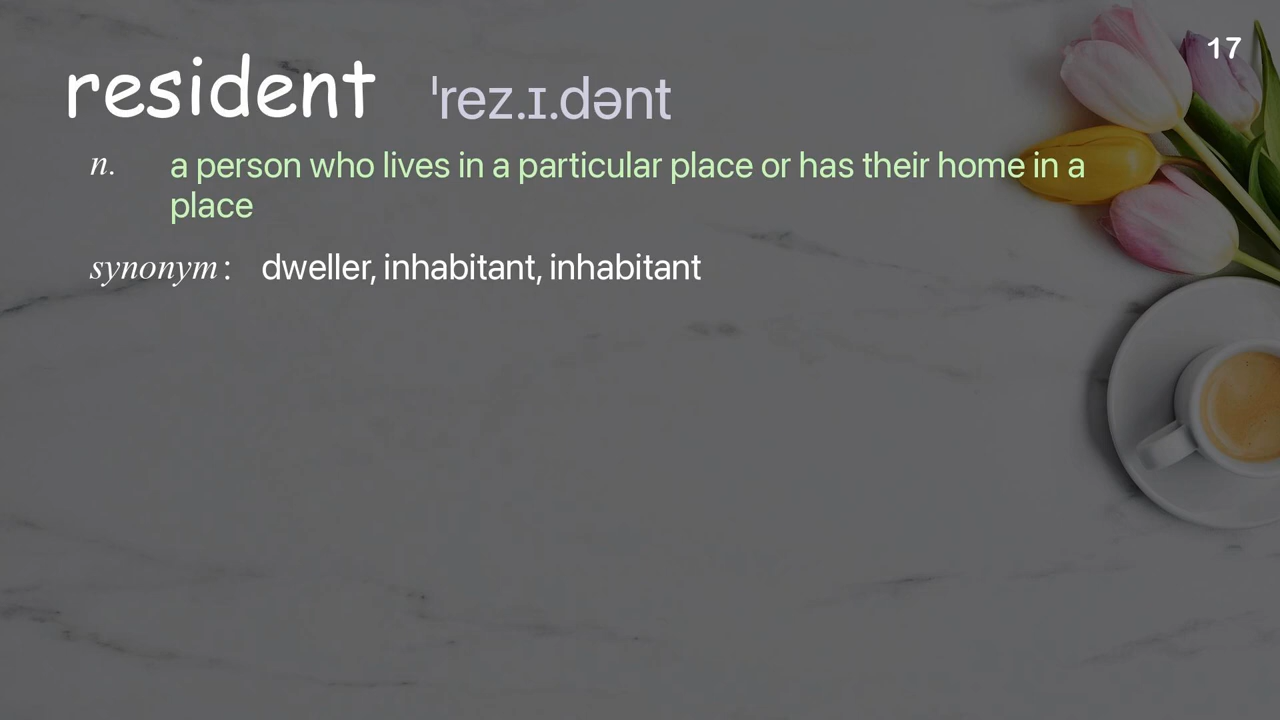 17
resident ˈrez.ɪ.dənt
n. a person who lives in a particular place or has their home in a
place
synonym: dweller, inhabitant, inhabitant